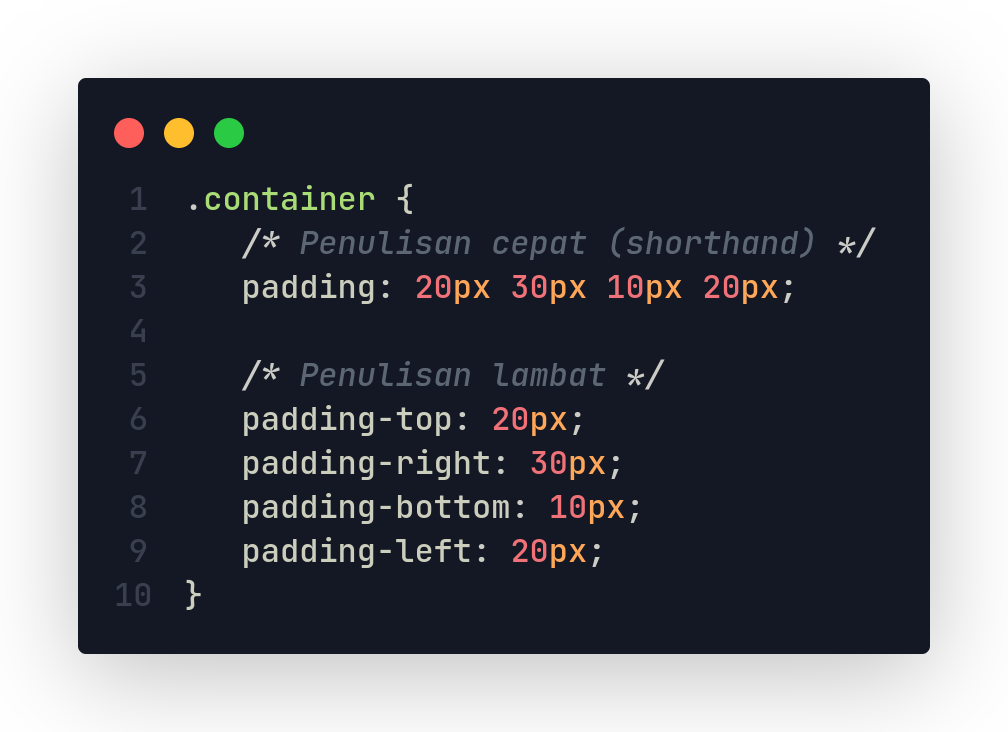 1 .container {
2 /* Penulisan cepat (shorthand) */
3 padding: 20px 30px 10px 20px;
4
5 /* Penulisan lambat */
6 padding-top: 20px;
7 padding-right: 30px;
8 padding-bottom: 10px;
9 padding-left: 20px;
10 }